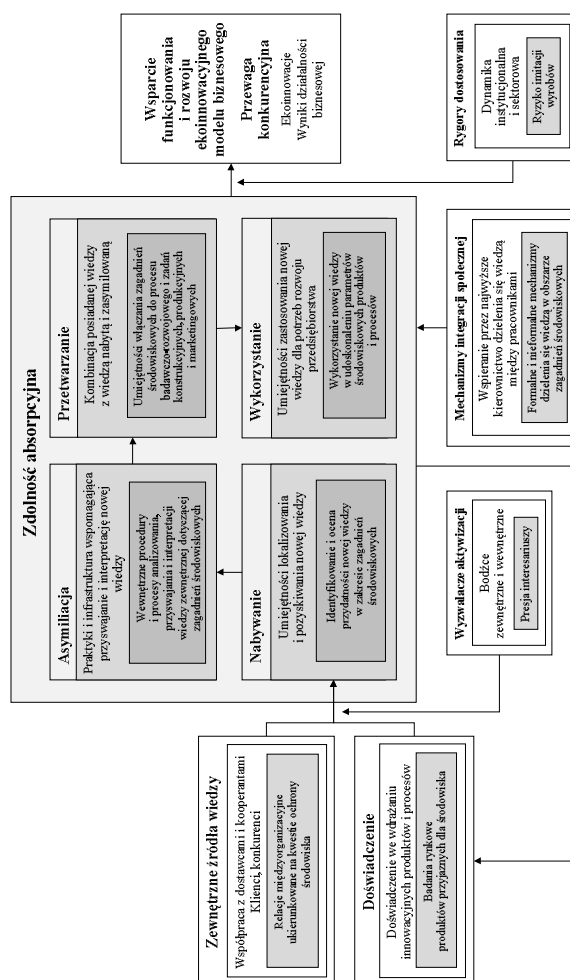 Zewnętrzne źródła wiedzy
Współpraca z dostawcami i kooperantami
Klienci, konkurenci
Relacje międzyorganizacyjne
ukierunkowane na kwestie ochrony
środowiska
Doświadczenie
Doświadczenie we wdrażaniu
innowacyjnych produktów i procesów
Badania rynkowe
produktów przyjaznych dla środowiska
Zdolność absorpcyjna
Asymiliacja
Praktyki i infrastruktura wspomagająca
przyswajanie i interpretację nowej
wiedzy
Wewnętrzne procedury
i procesy analizowania,
przyswajania i interpretacji
wiedzy zewnętrznej dotyczącej
zagadnień środowiskowych
Przetwarzanie
Kombinacja posiadanej wiedzy
z wiedzą nabytą i zasymilowaną
Umiejętności włączania zagadnień
środowiskowych do procesu
badawczo-rozwopowego i zadań
konstrukcyjnych, produkcyjnych
i marketingowych
Nabywanie
Umiejętności lokalizowania
i pozyskiwania nowej wiedzy
Identyfikowanie i ocena
przydatności nowej wiedzy
w zakresie zagadnień
środowiskowych
Wykorzystanie
Umiejętności zastosowania nowej
wiedzy dla potrzeb rozwoju
przedsiębiorstwa
Wykorzystanie nowej wiedzy
w udoskonaleniu parametrów
środowiskowych produktów
i procesów
Wsparcie
funkcjonowania
i rozwoju
ekoinnowacyjnego
modelu biznesowego
Przewaga
konkurencyjna
Ekoinnowacje
Wyniki działalności
biznesowej
Wyzwalacze aktywizacji
Bodźce
zewnętrzne i wewnętrzne
Presja interesariuszy
Mechanizmy integracji społecznej
Wspieranie przez najwyższe
kierownictwo dzielenia się wiedzą
między pracownikami
Formalne i nieformalne mechanizmy
dzielenia się wiedzą w obszarze
zagadnień środowiskowych
Rygory dostosowania
Dynamika
instytucjonalna
i sektorowa
Ryzyko imitacji
wyrobów